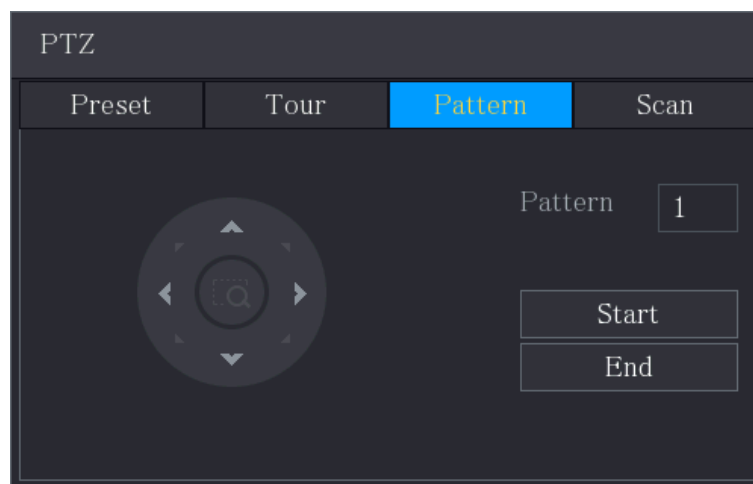 PTZ
Preset Tour Pattern Scan
Pattern 1
Start
End